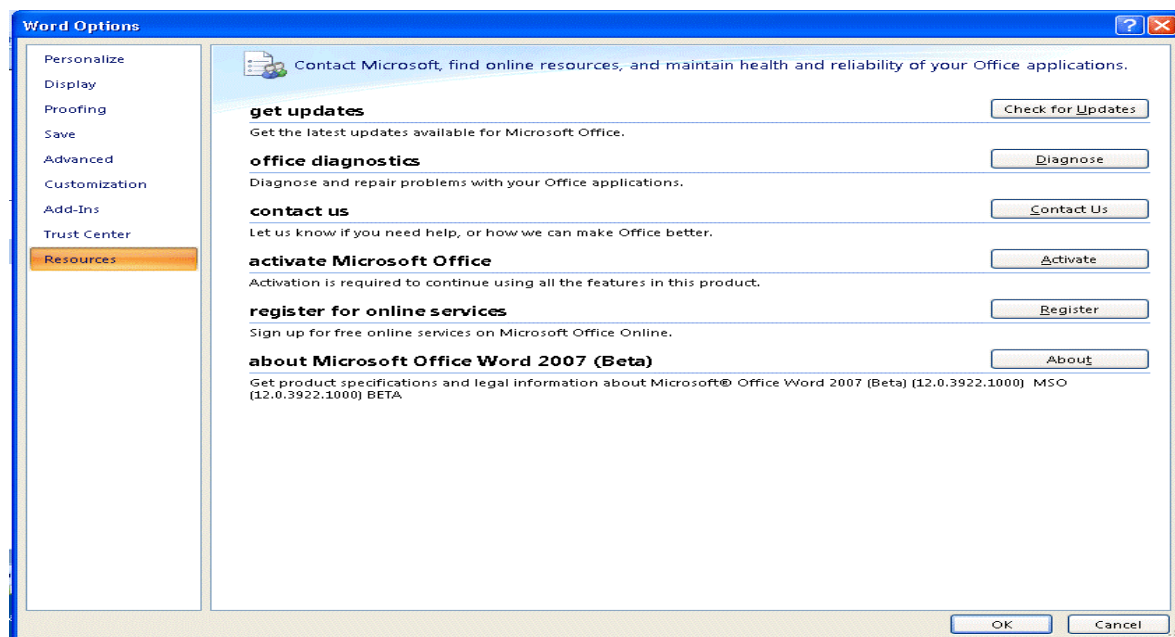 Word Options
Personalize
Display
Proofing
Save
Advanced
Customization
Add-Ins
Trust Center
Resources
Contact Microsoft, find online resources, and maintain health and reliability of your Office applications.
get updates
Check for Updates
Get the latest updates available for Microsoft Office.
office diagnostics
Diagnose
Diagnose and repair problems with your Office applications.
contact us
Contact Us
Let us know if you need help, or how we can make Office better.
activate Microsoft Office
Activate
Activation is required to continue using all the features in this product.
register for online services
Register
Sign up for free online services on Microsoft Office Online.
about Microsoft Office Word 2007 (Beta)
About
Get product specifications and legal information about Microsoft® Office Word 2007 (Beta) (12.0.3922.1000)  MSO
(12.0.3922.1000) BETA
OK
Cancel